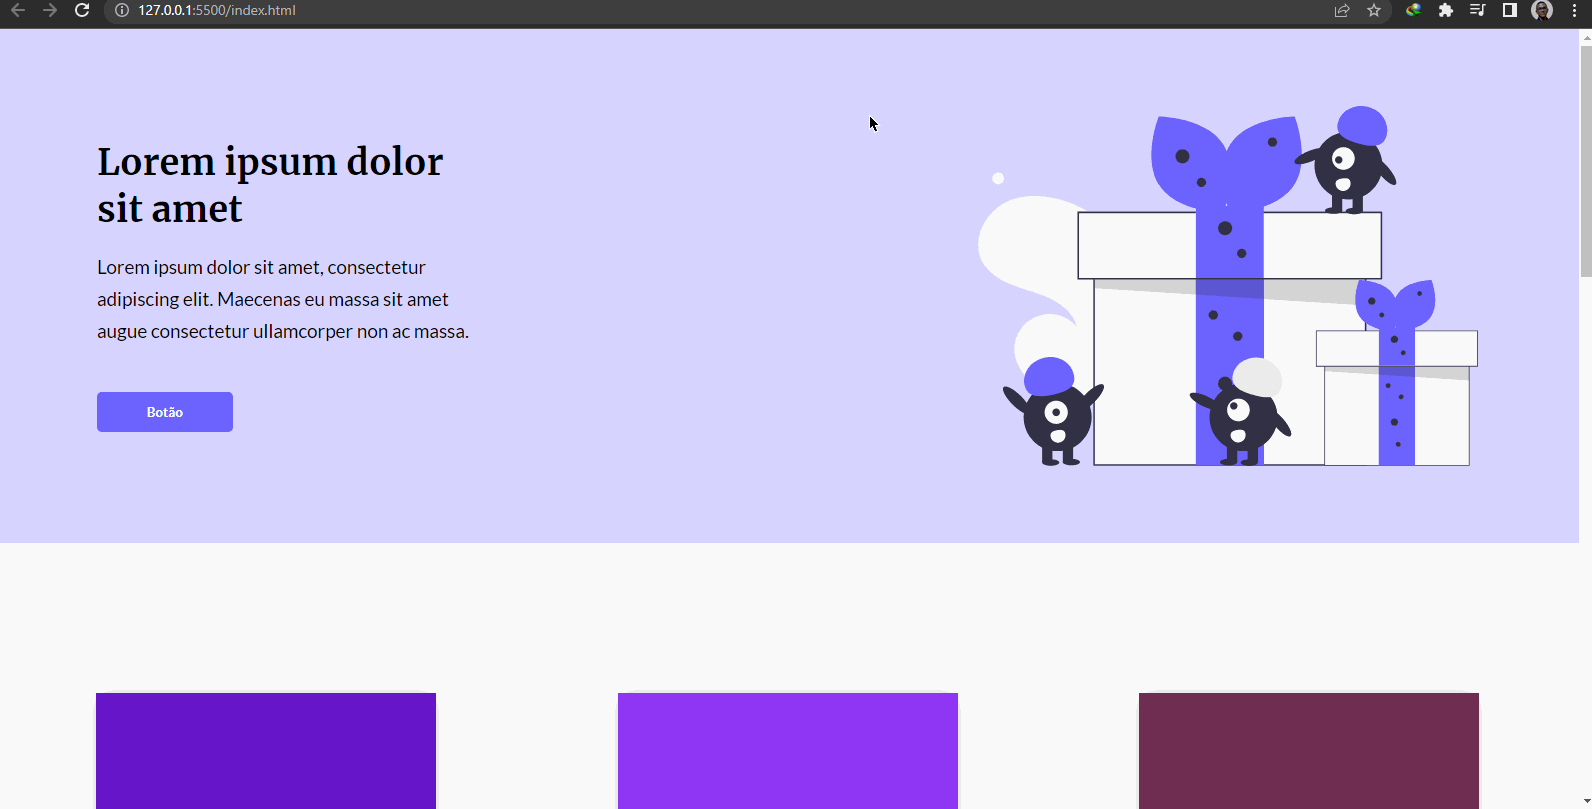 127.0.0.1:5500/index.html
Lorem ipsum dolor
sit amet
Lorem ipsum dolor sit amet, consectetur
adipiscing elit. Maecenas eu massa sit amet
augue consectetur ullamcorper non ac massa.
Botão